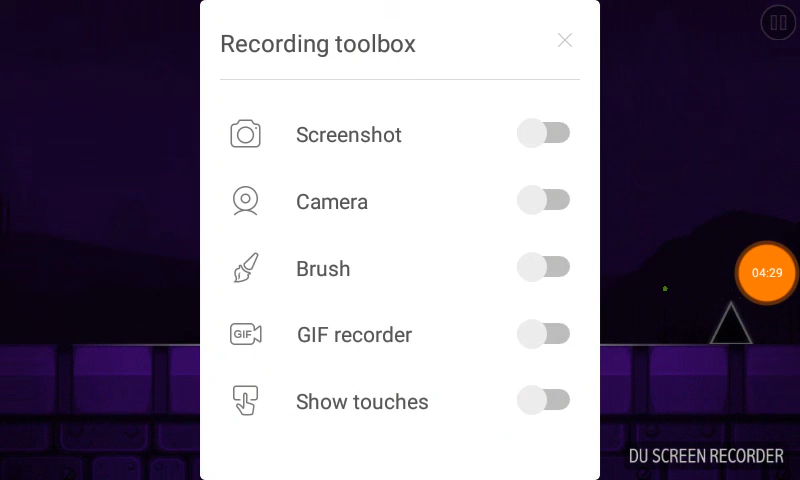 Recording toolbox
Screenshot
Camera
Brush
GIF
GIF recorder
Show touches
04:29
DU SCREEN RECORDER